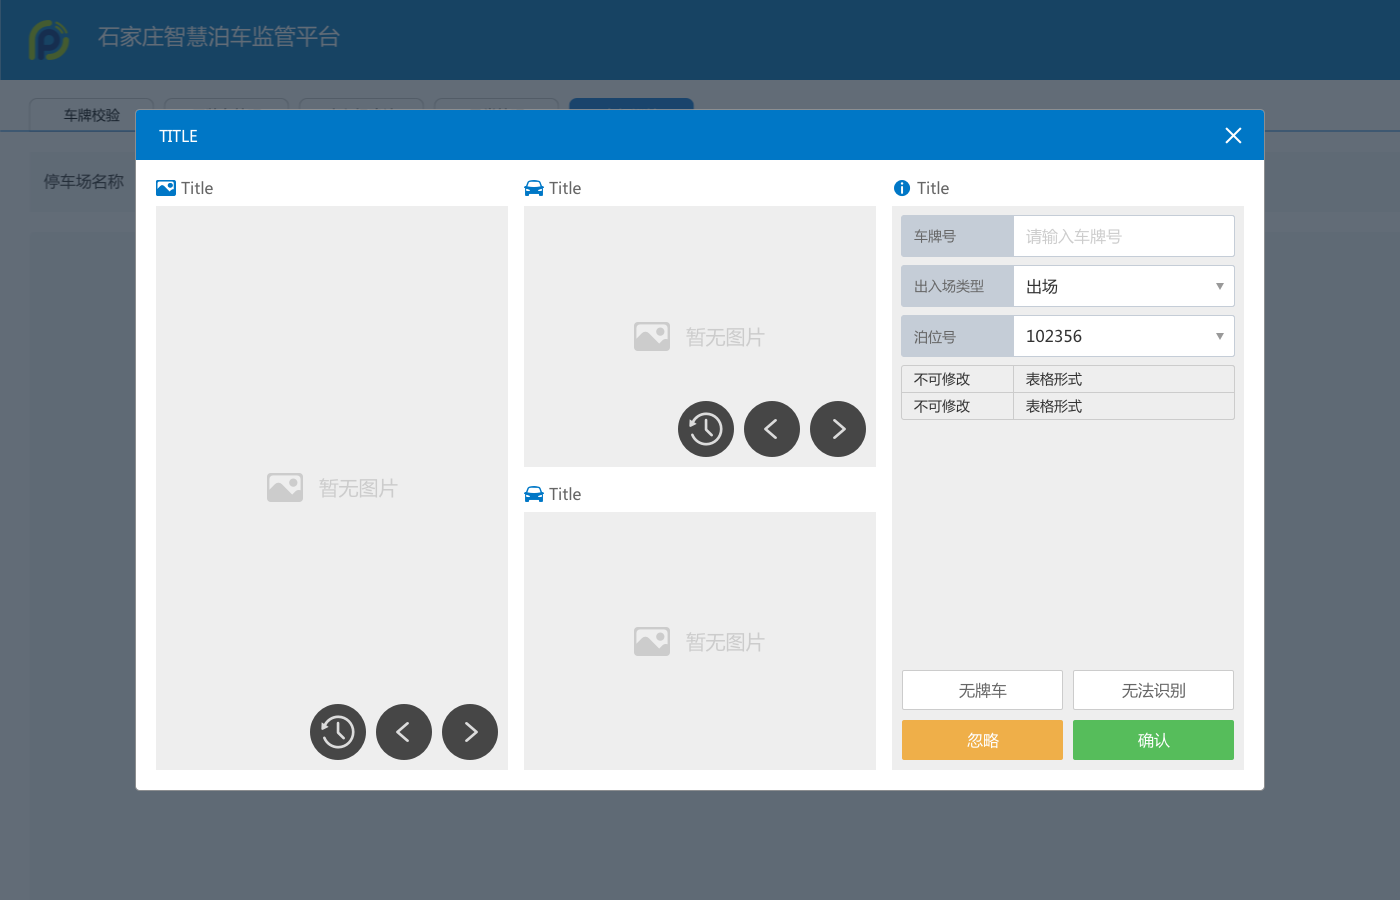 石家庄智慧泊车监管平台
车牌校验
停车场名称
TITLE
Title
暂无图片
Title
暂无图片
Title
暂无图片
Title
车牌号
请输入车牌号
出入场类型
出场
泊位号
102356
不可修改
表格形式
不可修改
表格形式
无牌车
无法识别
忽略
确认